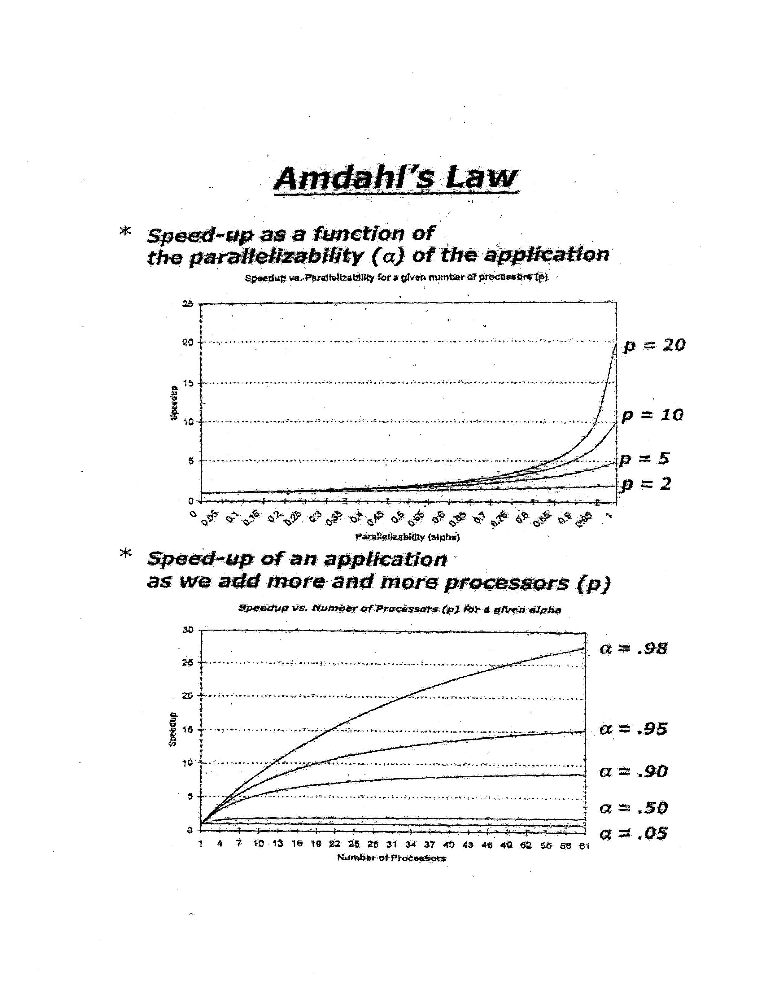 Amdahl's Law
* Speed-up as a function of
the parallelizability (α) of the application
Speedup vs. Parallelizability for a given number of processors (p)
25
20
15
10
5
0
Speedup
p = 20
p = 10
p = 5
p = 2
0 0.05 0.1 0.15 0.2 0.25 0.3 0.35 0.4 0.45 0.5 0.55 0.6 0.65 0.7 0.75 0.8 0.85 0.9 0.95 1
Parallelizability (alpha)
* Speed-up of an application
as we add more and more processors (p)
Speedup vs. Number of Processors (p) for a given alpha
30
25
20
15
10
5
0
Speedup
α = .98
α = .95
α = .90
α = .50
α = .05
1 4 7 10 13 16 19 22 25 28 31 34 37 40 43 46 49 52 55 58 61
Number of Processors